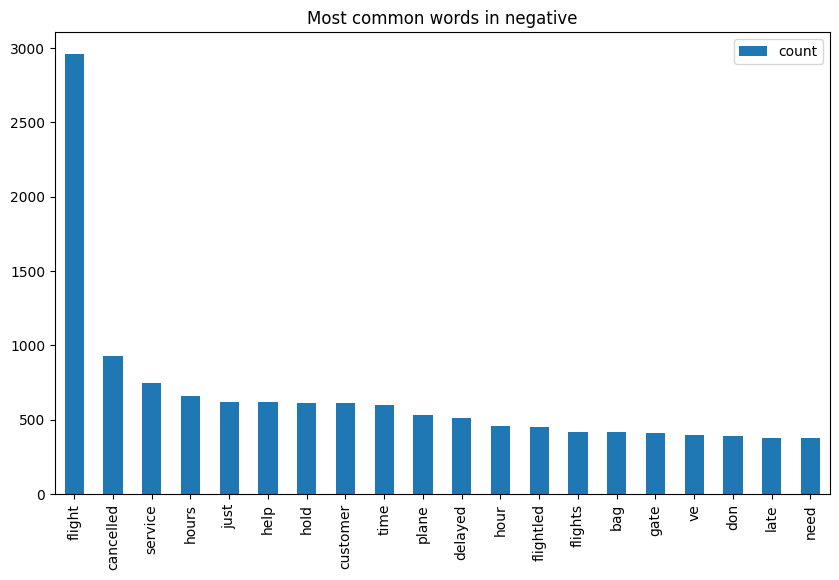 Most common words in negative
count
3000
2500
2000
1500
1000
500
0
flight
cancelled
service
hours
just
help
hold
customer
time
plane
delayed
hour
flightled
flights
bag
gate
ve
don
late
need